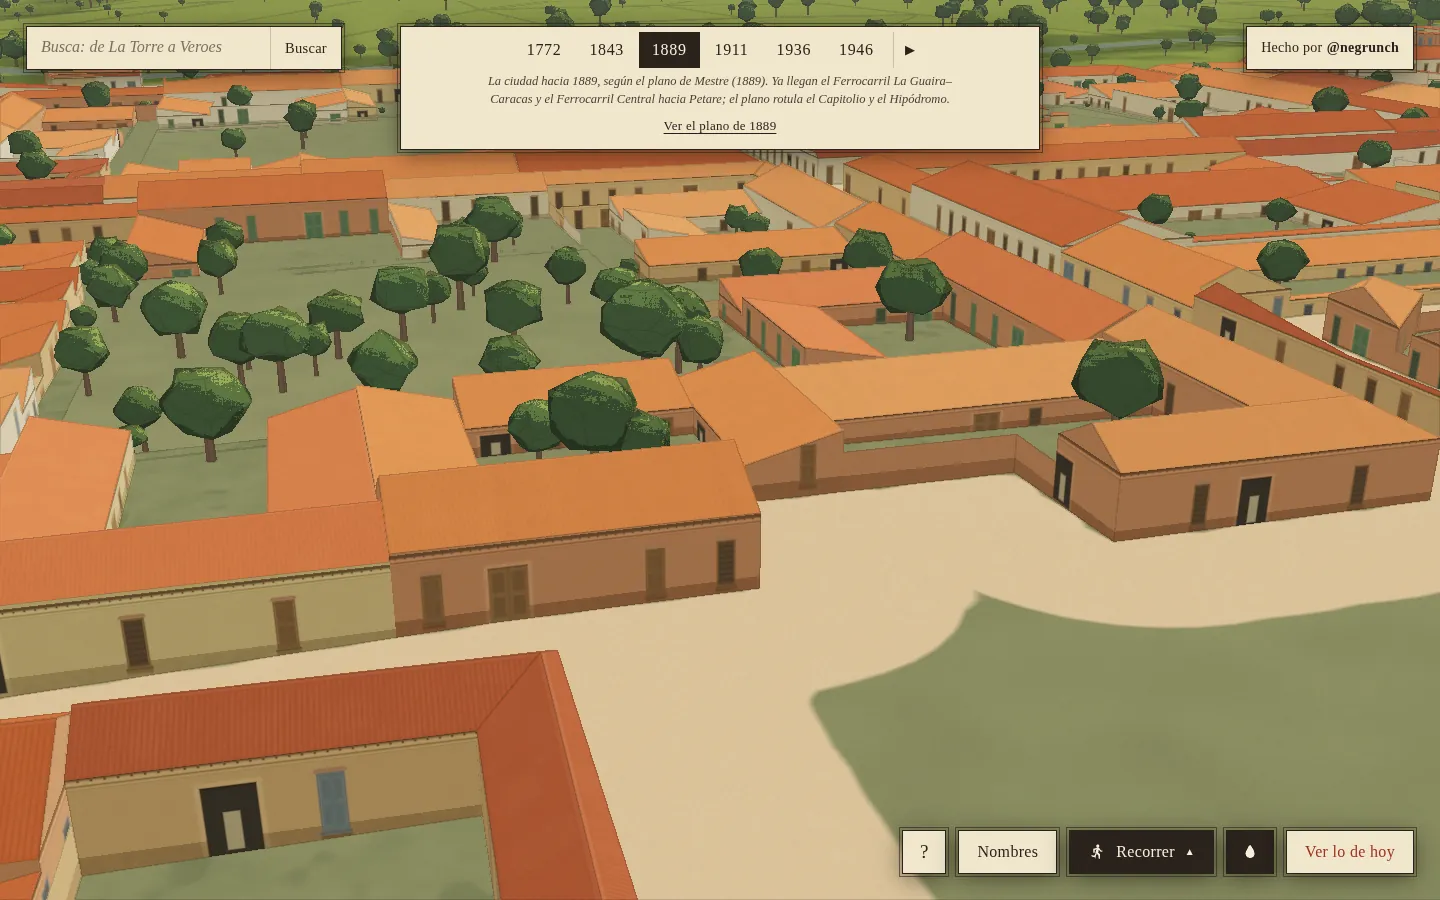 Busca: de La Torre a Veroes
Buscar
1772 1843 1889 1911 1936 1946 ▶
La ciudad hacia 1889, según el plano de Mestre (1889). Ya llegan el Ferrocarril La Guaira–
Caracas y el Ferrocarril Central hacia Petare; el plano rotula el Capitolio y el Hipódromo.
Ver el plano de 1889
Hecho por @negrunch
?
Nombres
Recorrer ▲
Ver lo de hoy